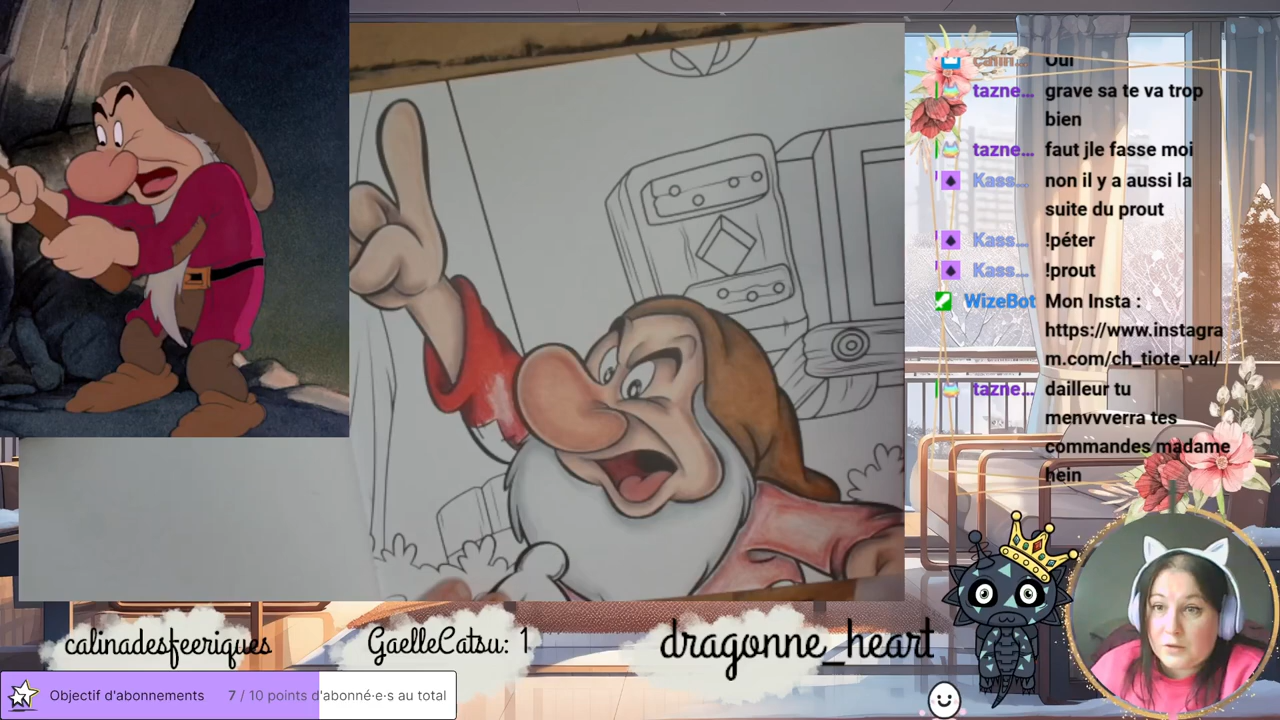 calin... Oui
tazne... grave sa te va trop
bien
tazne... faut jle fasse moi
Kass... non il y a aussi la
suite du prout
Kass... !péter
Kass... !prout
WizeBot Mon Insta :
https://www.instagra
m.com/ch_tiote_val/
tazne... dailleur tu
menvvverra tes
commandes madame
hein
calinadesfeeriques
GaelleCatsu: 1
dragonne_heart
Objectif d'abonnements 7 / 10 points d'abonné·e·s au total